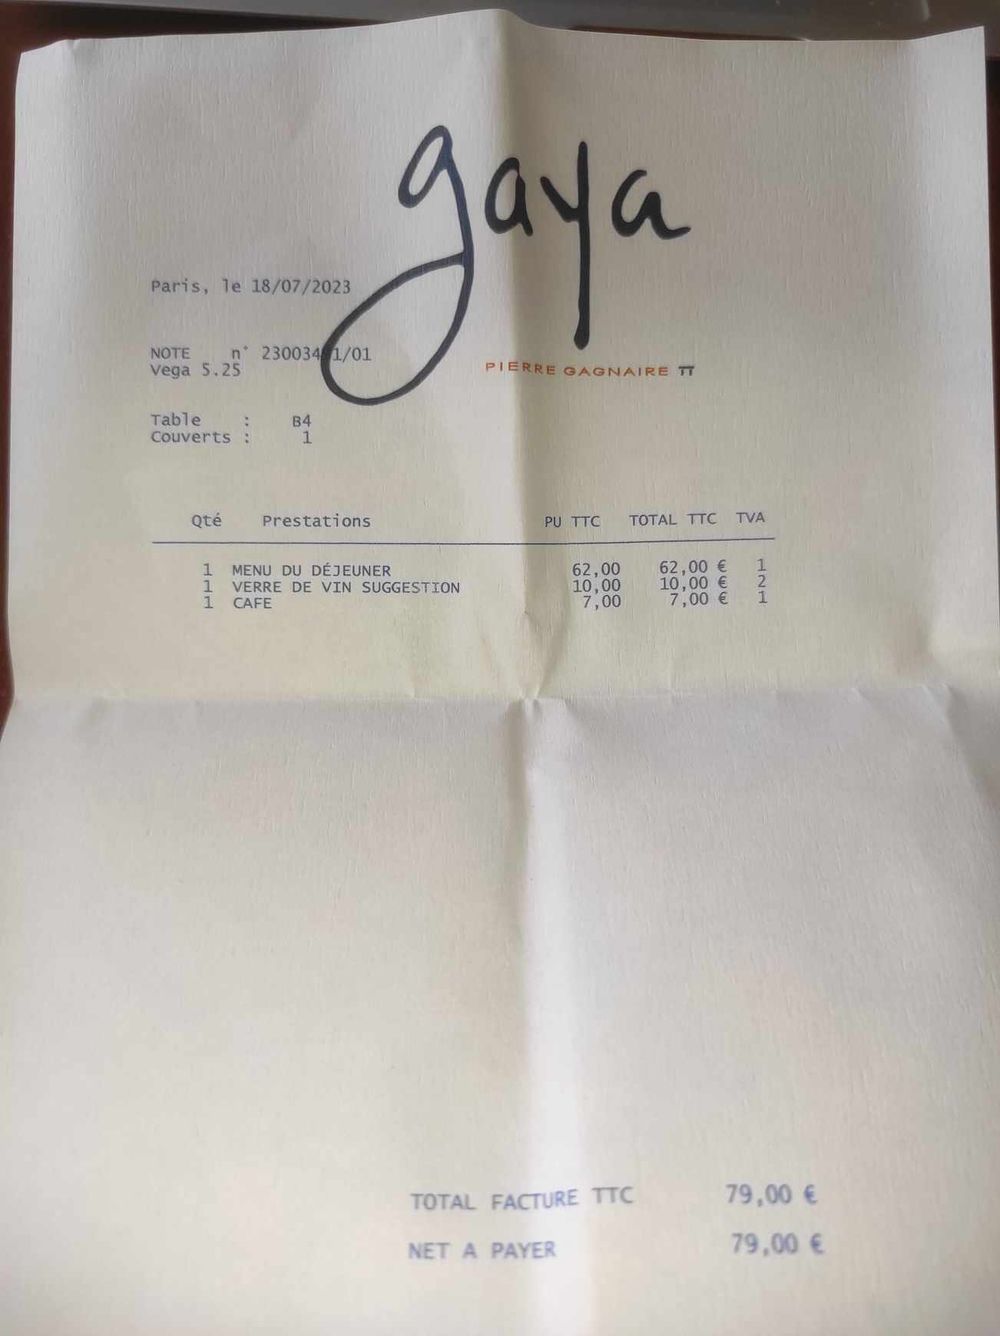 gaya
Paris, le 18/07/2023
PIERRE GAGNAIRE
NOTE n°
Vega 5.25
Table : B4
Couverts : 1
Qté Prestations PU TTC TOTAL TTC TVA
1 MENU DU DÉJEUNER 62,00 62,00 € 1
1 VERRE DE VIN SUGGESTION 10,00 10,00 € 2
1 CAFE 7,00 7,00 € 1
TOTAL FACTURE TTC 79,00 €
NET A PAYER 79,00 €